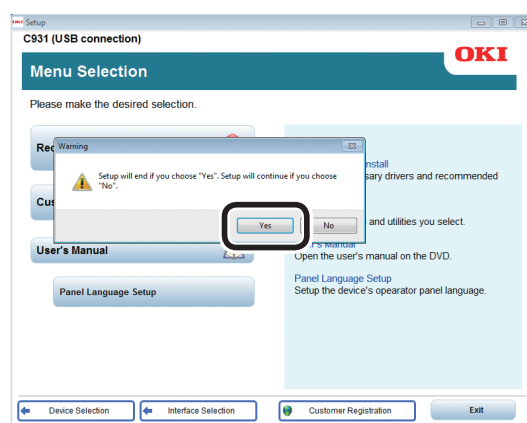 Setup
C931 (USB connection)
OKI
Menu Selection
Please make the desired selection.
Warning
Setup will end if you choose "Yes". Setup will continue if you choose
"No".
Yes
No
sary drivers and recommended
and utilities you select.
User's Manual
Open the user's manual on the DVD.
Panel Language Setup
Panel Language Setup
Setup the device's opearator panel language.
Device Selection
Interface Selection
Customer Registration
Exit